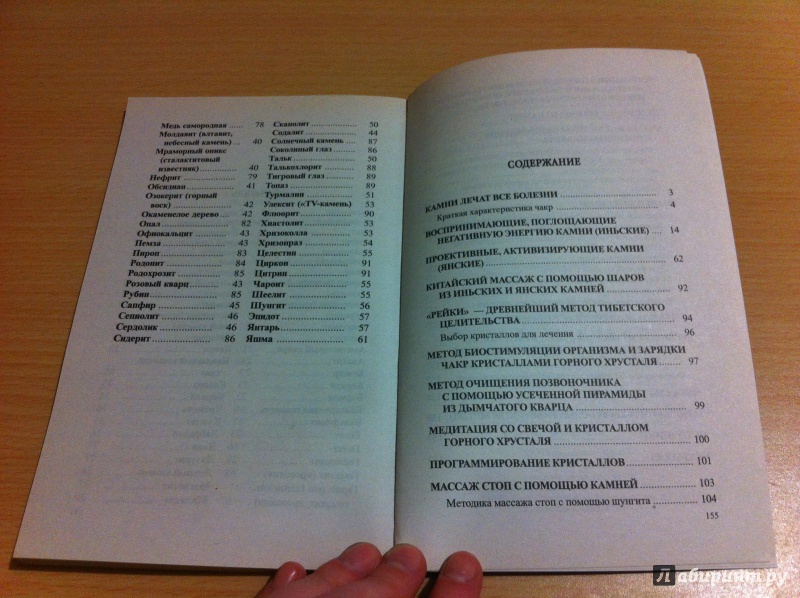 Медь самородная ...... 78
Молдавит (влтавит,
небесный камень) ... 40
Мраморный оникс
(сталактитовый
известняк) ............. 40
Нефрит ................... 79
Обсидиан ................ 41
Озокерит (горный
воск) ..................... 42
Окаменелое дерево .. 42
Опал ....................... 82
Офиокальцит ........... 43
Пемза ..................... 43
Пироп ..................... 83
Родонит .................. 84
Родохрозит .............. 85
Розовый кварц ......... 43
Рубин ..................... 85
Сапфир ................... 45
Сепиолит ................. 46
Сердолик ................. 46
Сидерит .................. 86
Скаполит ................. 50
Содалит .................. 44
Солнечный камень ... 87
Соколиный глаз ....... 86
Тальк ...................... 50
Талькохлорит ........... 88
Тигровый глаз .......... 89
Топаз ...................... 89
Турмалин ................ 51
Улексит («TV-камень) 53
Флюорит ................. 90
Хиастолит ............... 53
Хризоколла ............. 53
Хризопраз ............... 54
Целестин ................. 55
Циркон ................... 91
Цитрин ................... 91
Чароит .................... 55
Шеелит ................... 55
Шунгит ................... 56
Эпидот .................... 57
Янтарь .................... 57
Яшма ...................... 61
СОДЕРЖАНИЕ
КАМНИ ЛЕЧАТ ВСЕ БОЛЕЗНИ ........................ 3
Краткая характеристика чакр ........................ 4
ВОСПРИНИМАЮЩИЕ, ПОГЛОЩАЮЩИЕ
НЕГАТИВНУЮ ЭНЕРГИЮ КАМНИ (ИНЬСКИЕ) ..... 14
ПРОЕКТИВНЫЕ, АКТИВИЗИРУЮЩИЕ КАМНИ
(ЯНСКИЕ) ........................ 62
КИТАЙСКИЙ МАССАЖ С ПОМОЩЬЮ ШАРОВ
ИЗ ИНЬСКИХ И ЯНСКИХ КАМНЕЙ ........................ 92
«РЕЙКИ» — ДРЕВНЕЙШИЙ МЕТОД ТИБЕТСКОГО
ЦЕЛИТЕЛЬСТВА ........................ 94
Выбор кристаллов для лечения ........................ 96
МЕТОД БИОСТИМУЛЯЦИИ ОРГАНИЗМА И ЗАРЯДКИ
ЧАКР КРИСТАЛЛАМИ ГОРНОГО ХРУСТАЛЯ ......... 97
МЕТОД ОЧИЩЕНИЯ ПОЗВОНОЧНИКА
С ПОМОЩЬЮ УСЕЧЕННОЙ ПИРАМИДЫ
ИЗ ДЫМЧАТОГО КВАРЦА ........................ 99
МЕДИТАЦИЯ СО СВЕЧОЙ И КРИСТАЛЛОМ
ГОРНОГО ХРУСТАЛЯ ........................ 100
ПРОГРАММИРОВАНИЕ КРИСТАЛЛОВ .................. 101
МАССАЖ СТОП С ПОМОЩЬЮ КАМНЕЙ .................. 103
Методика массажа стоп с помощью шунгита ........ 104
155
Лабиринт.ру